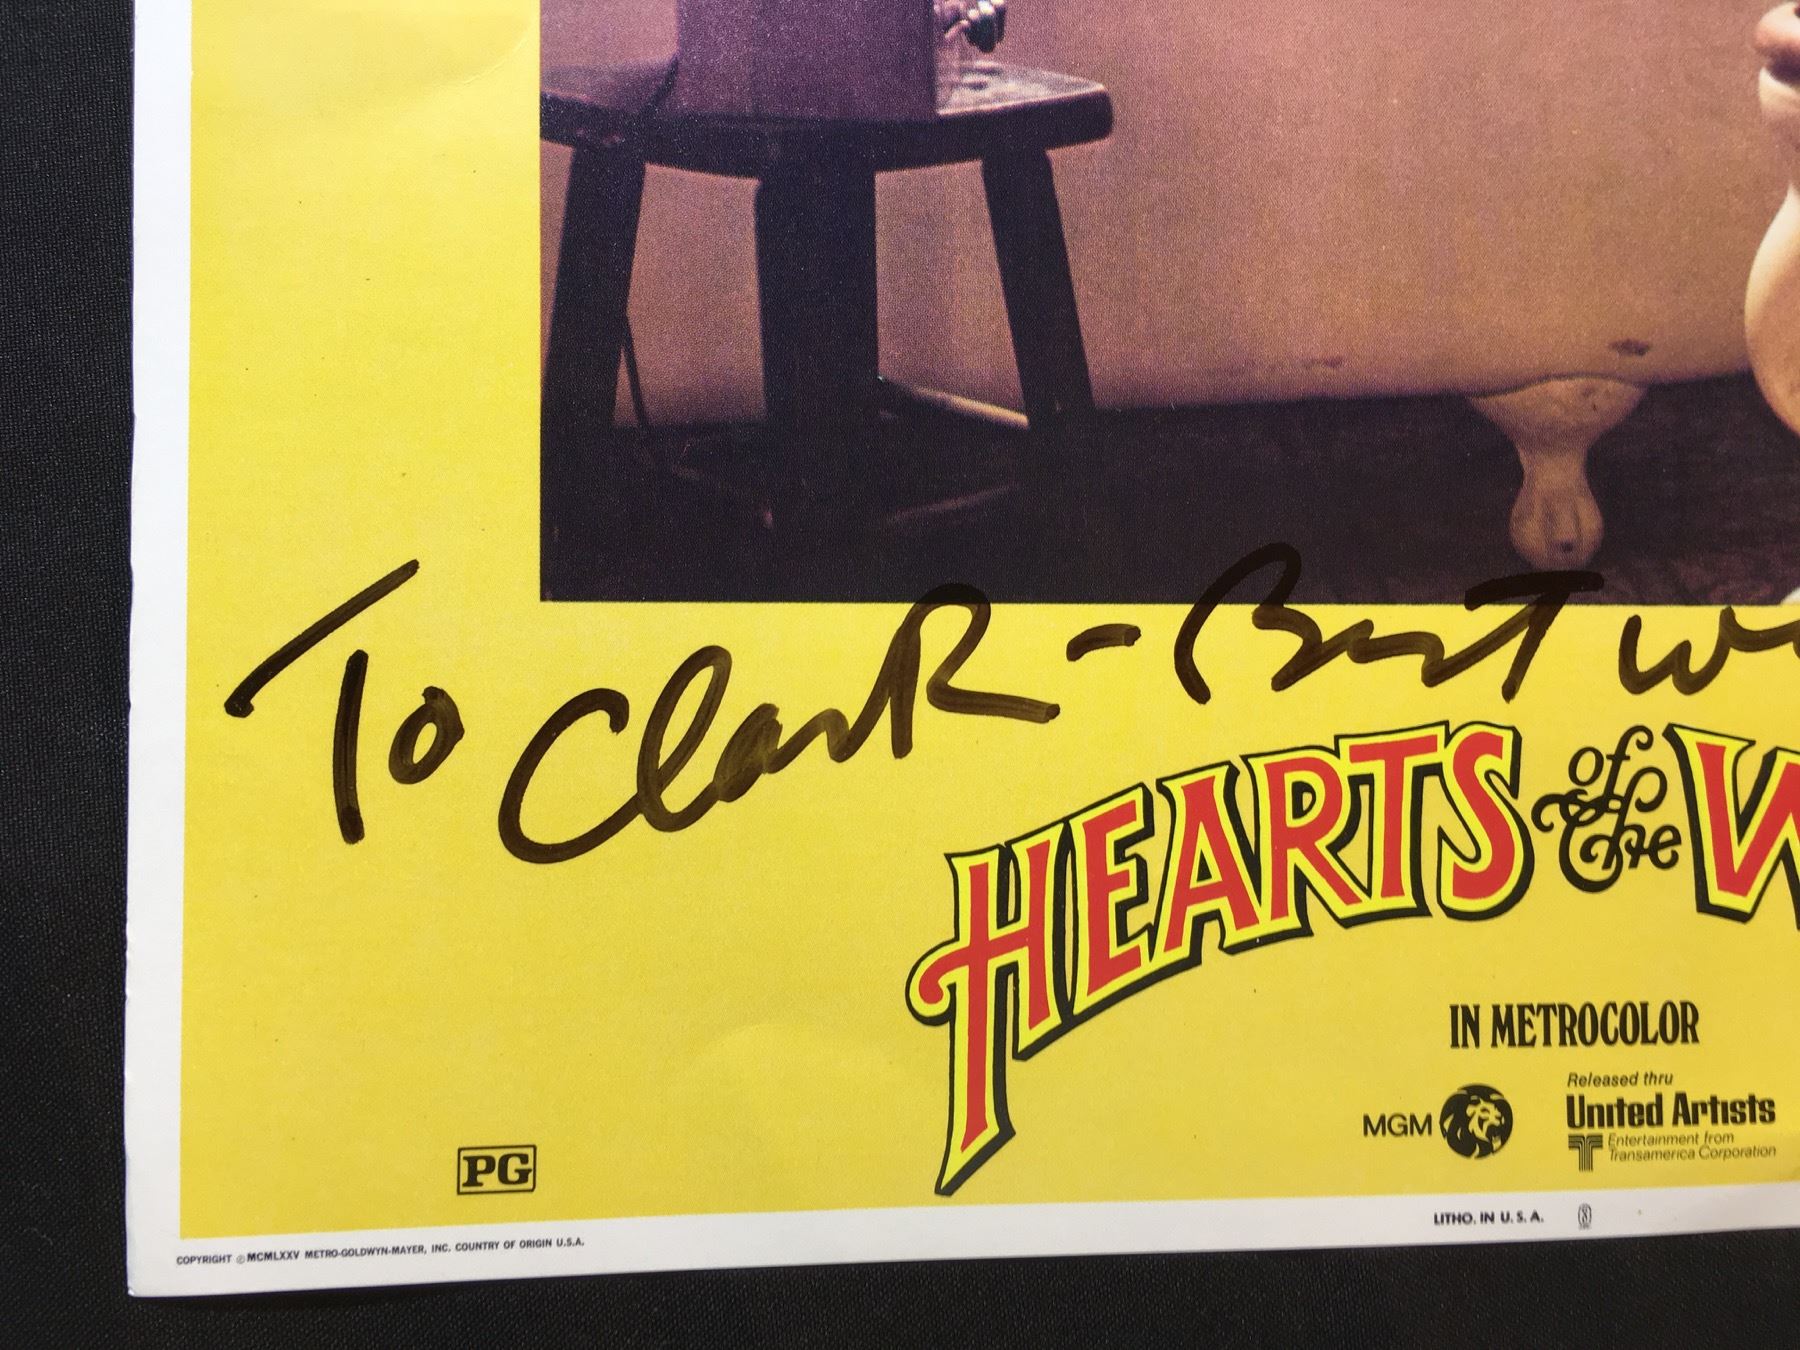 To Clark - Best w
HEARTS of the W
IN METROCOLOR
MGM
Released thru
United Artists
Entertainment from
Transamerica Corporation
PG
LITHO. IN U. S. A.
COPYRIGHT © MCMLXXV METRO-GOLDWYN-MAYER, INC. COUNTRY OF ORIGIN U.S.A.